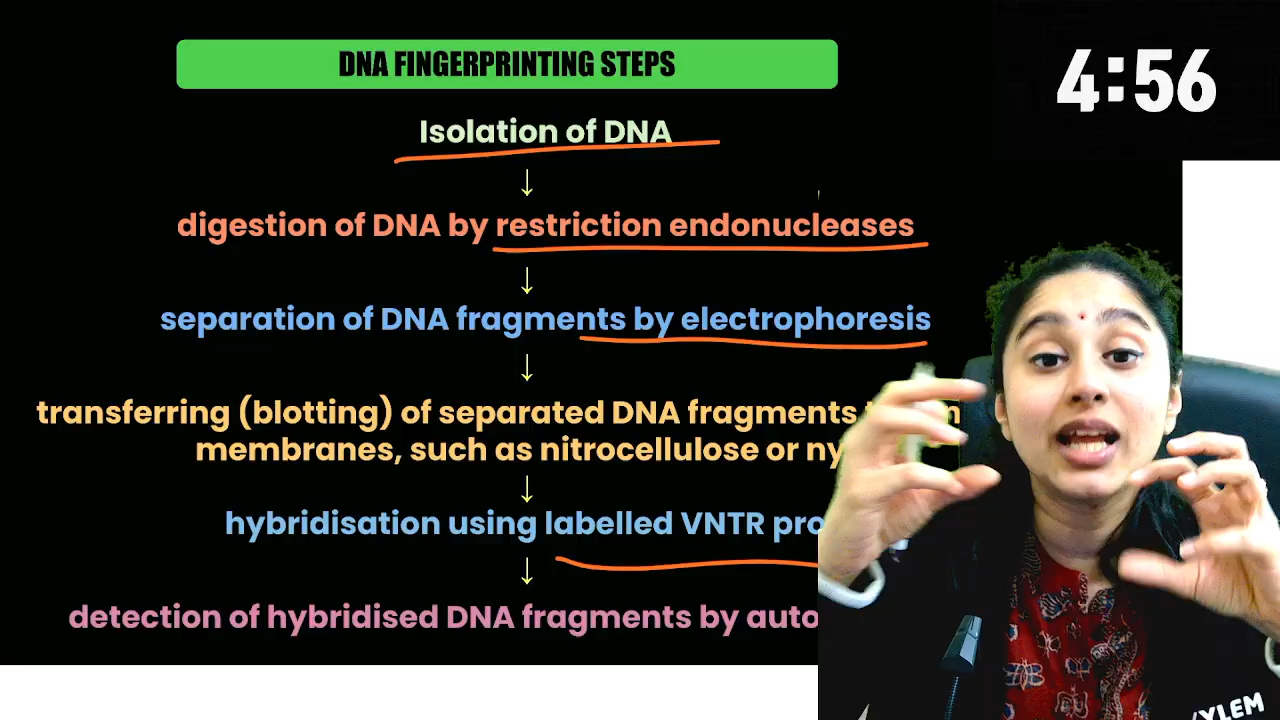 DNA FINGERPRINTING STEPS
4:56
Isolation of DNA
↓
digestion of DNA by restriction endonucleases
↓
separation of DNA fragments by electrophoresis
↓
transferring (blotting) of separated DNA fragments
membranes, such as nitrocellulose or
↓
hybridisation using labelled VNTR
↓
detection of hybridised DNA fragments by
XYLEM